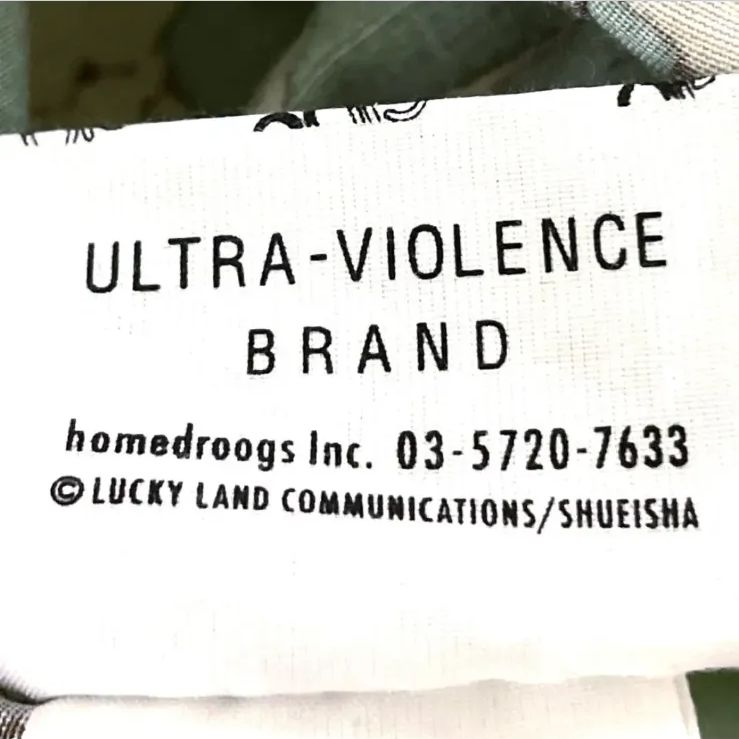 ULTRA-VIOLENCE
BRAND
homedroogs Inc. 03-5720-7633
©LUCKY LAND COMMUNICATIONS/SHUEISHA